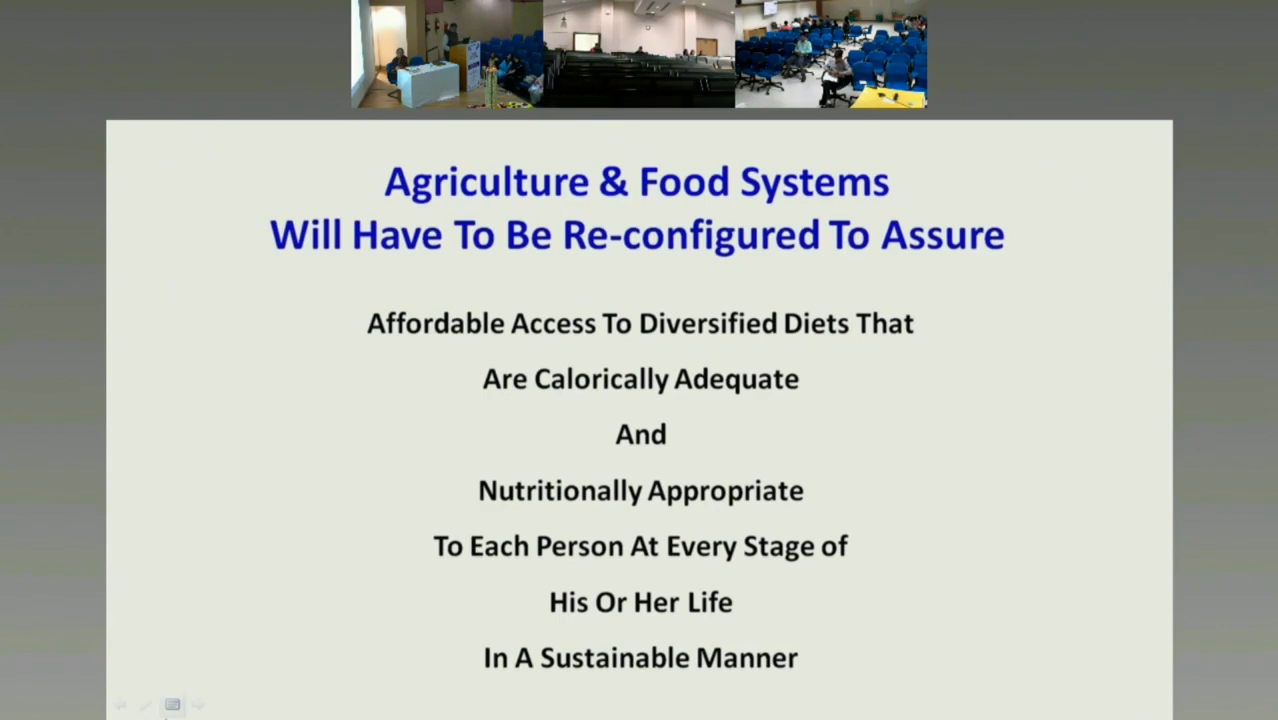 Agriculture & Food Systems
Will Have To Be Re-configured To Assure
Affordable Access To Diversified Diets That
Are Calorically Adequate
And
Nutritionally Appropriate
To Each Person At Every Stage of
His Or Her Life
In A Sustainable Manner